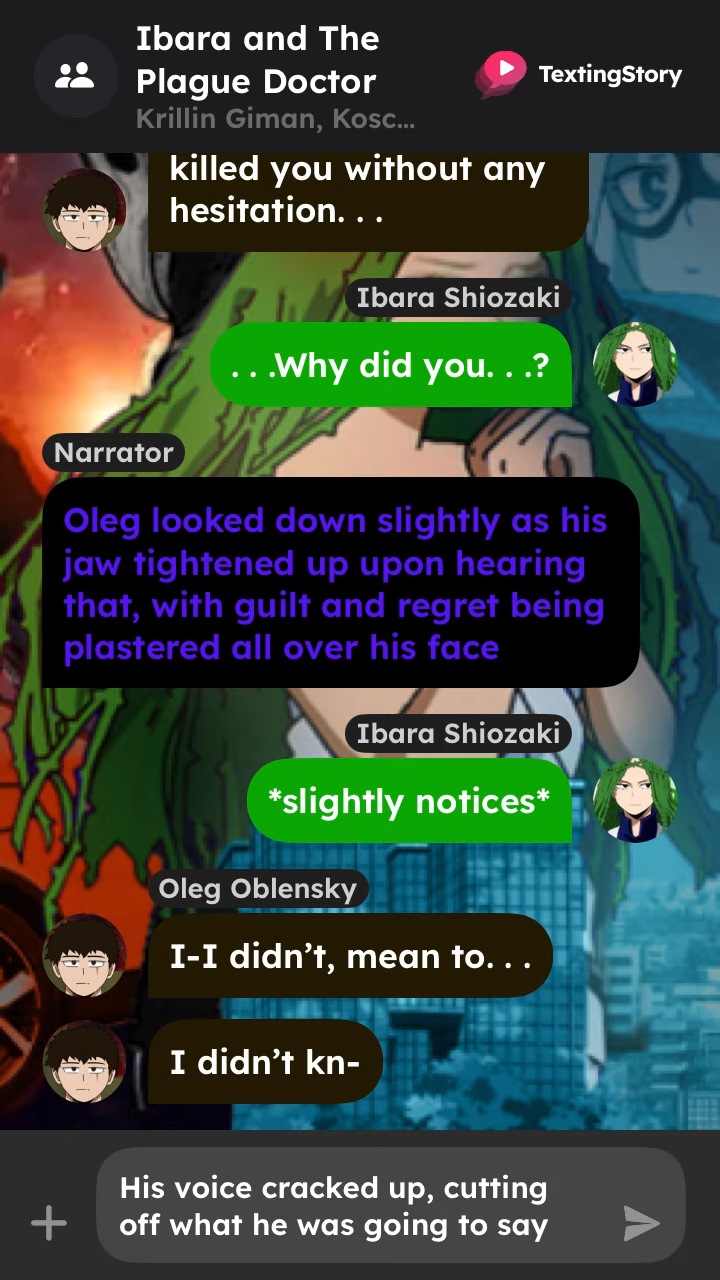 Ibara and The
Plague Doctor
Krillin Giman, Kosc...
TextingStory
killed you without any
hesitation. . .
Ibara Shiozaki
. . .Why did you. . .?
Narrator
Oleg looked down slightly as his
jaw tightened up upon hearing
that, with guilt and regret being
plastered all over his face
Ibara Shiozaki
*slightly notices*
Oleg Oblensky
I-I didn’t, mean to. . .
I didn’t kn-
His voice cracked up, cutting
off what he was going to say